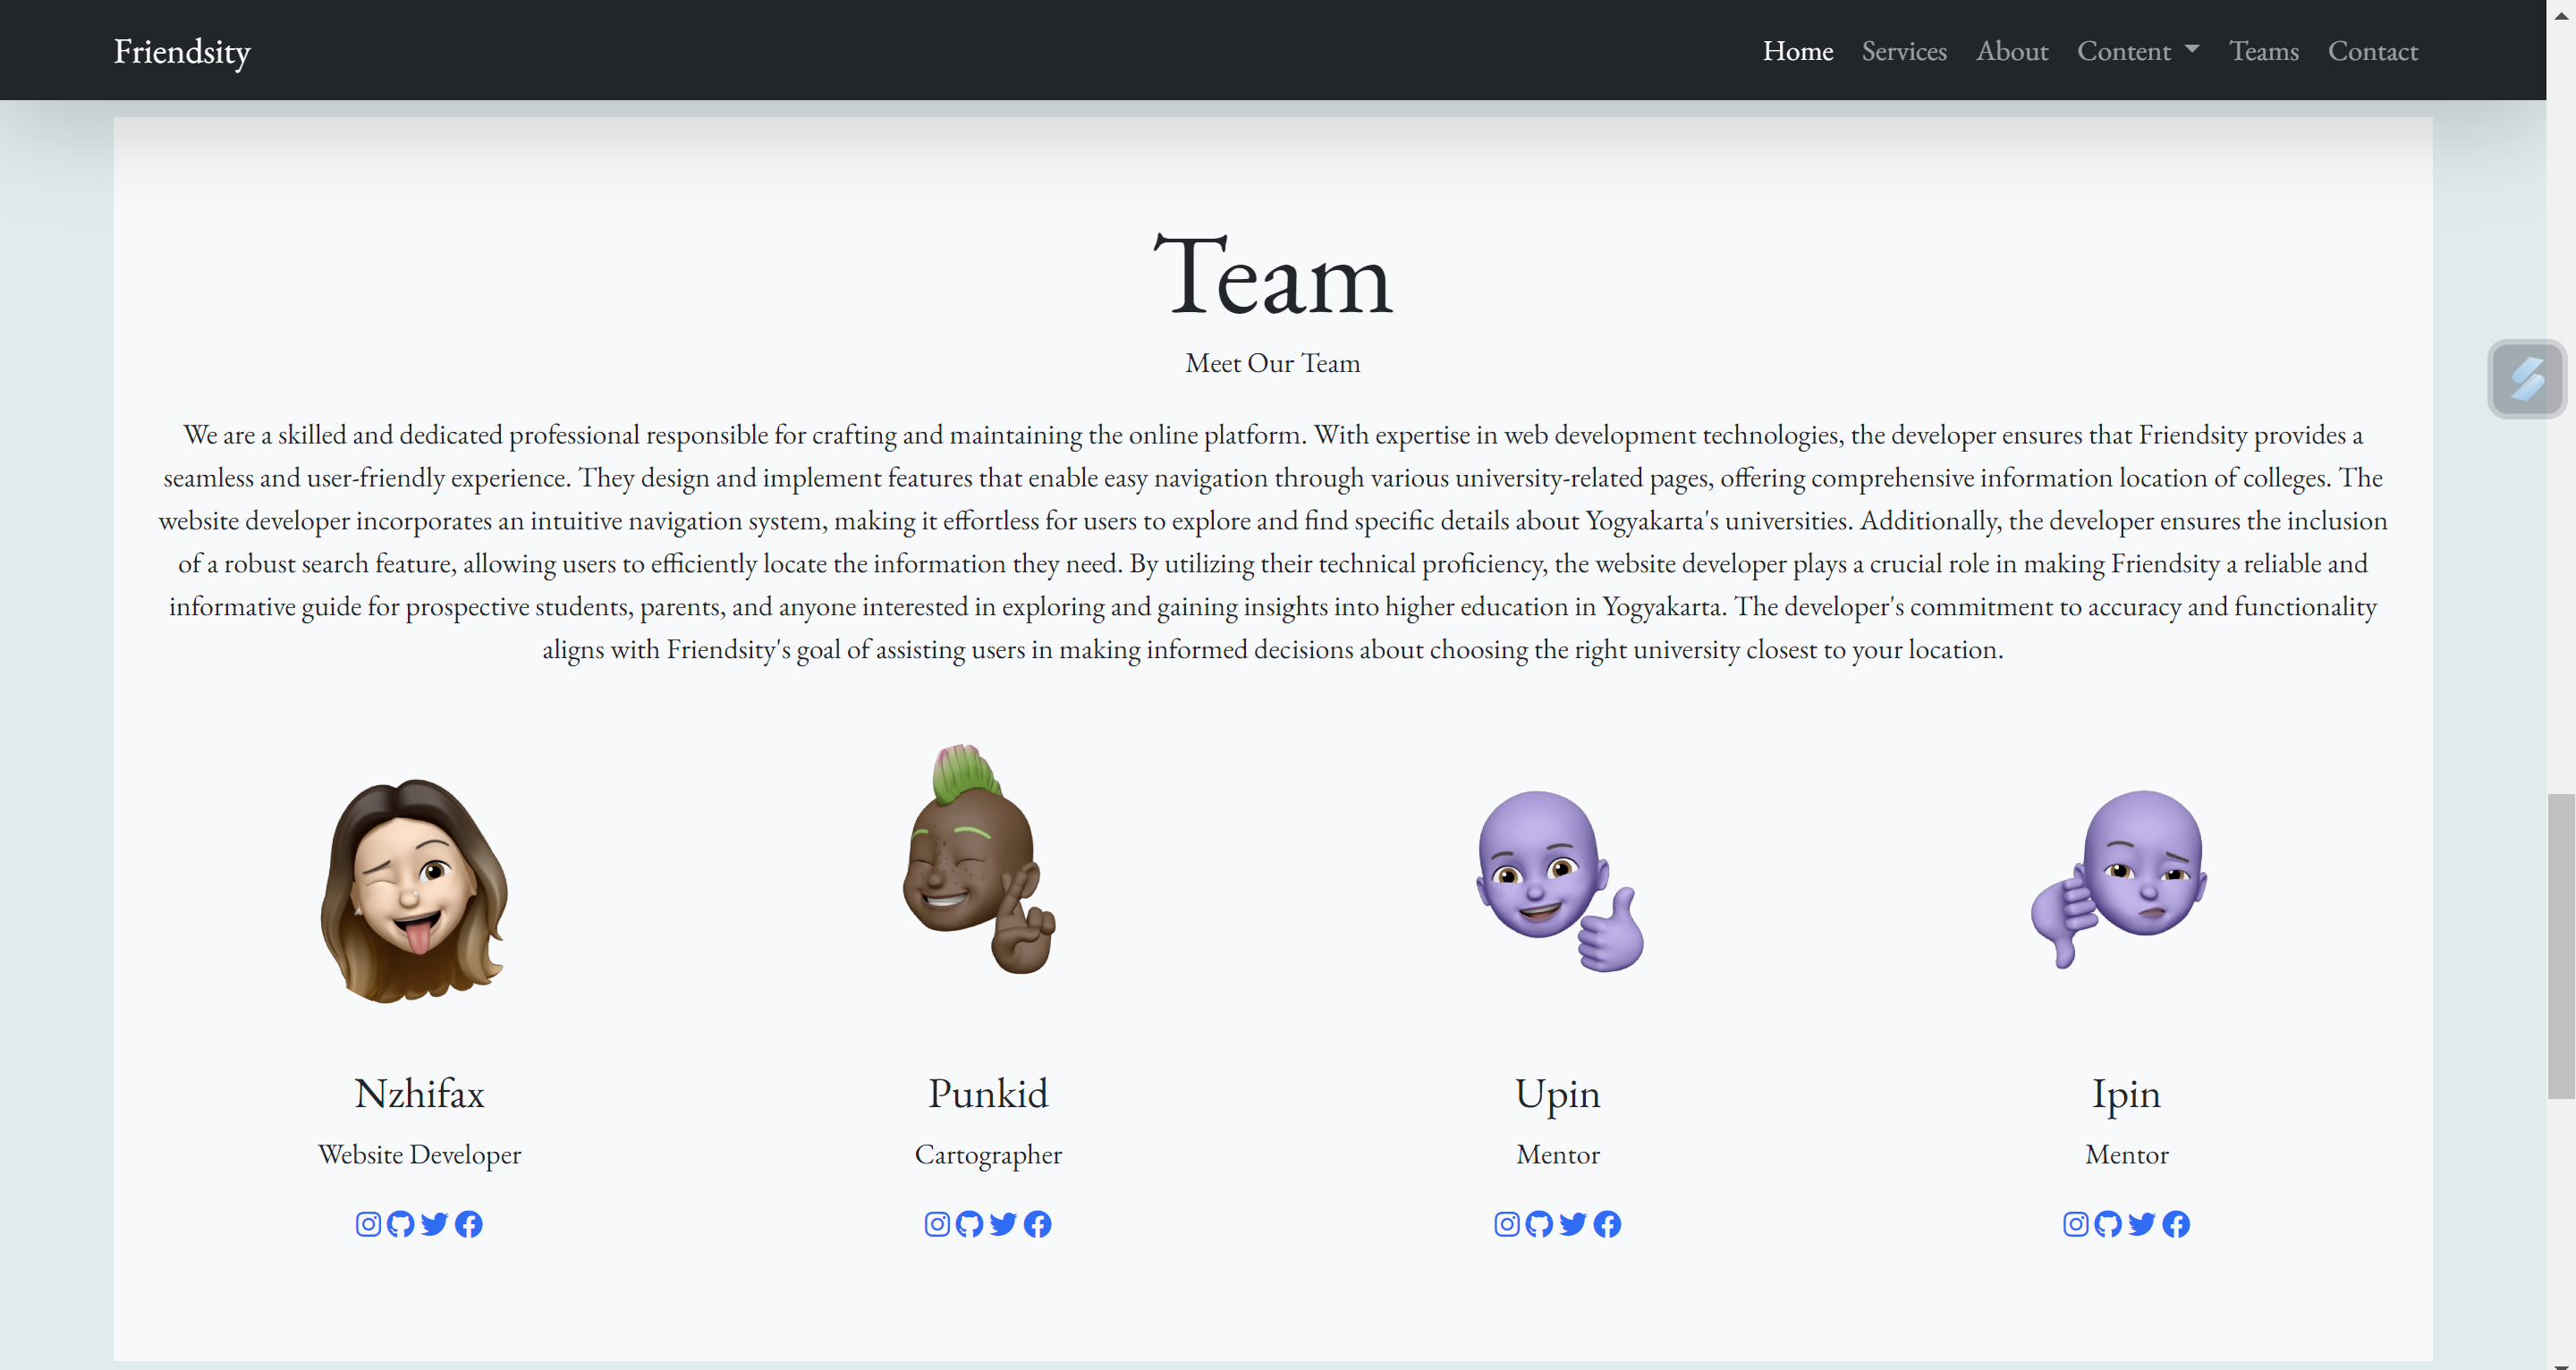 Friendsity
Home Services About Content Teams Contact
Team
Meet Our Team
We are a skilled and dedicated professional responsible for crafting and maintaining the online platform. With expertise in web development technologies, the developer ensures that Friendsity provides a
seamless and user-friendly experience. They design and implement features that enable easy navigation through various university-related pages, offering comprehensive information location of colleges. The
website developer incorporates an intuitive navigation system, making it effortless for users to explore and find specific details about Yogyakarta's universities. Additionally, the developer ensures the inclusion
of a robust search feature, allowing users to efficiently locate the information they need. By utilizing their technical proficiency, the website developer plays a crucial role in making Friendsity a reliable and
informative guide for prospective students, parents, and anyone interested in exploring and gaining insights into higher education in Yogyakarta. The developer's commitment to accuracy and functionality
aligns with Friendsity's goal of assisting users in making informed decisions about choosing the right university closest to your location.
Nzhifax
Website Developer
Punkid
Cartographer
Upin
Mentor
Ipin
Mentor